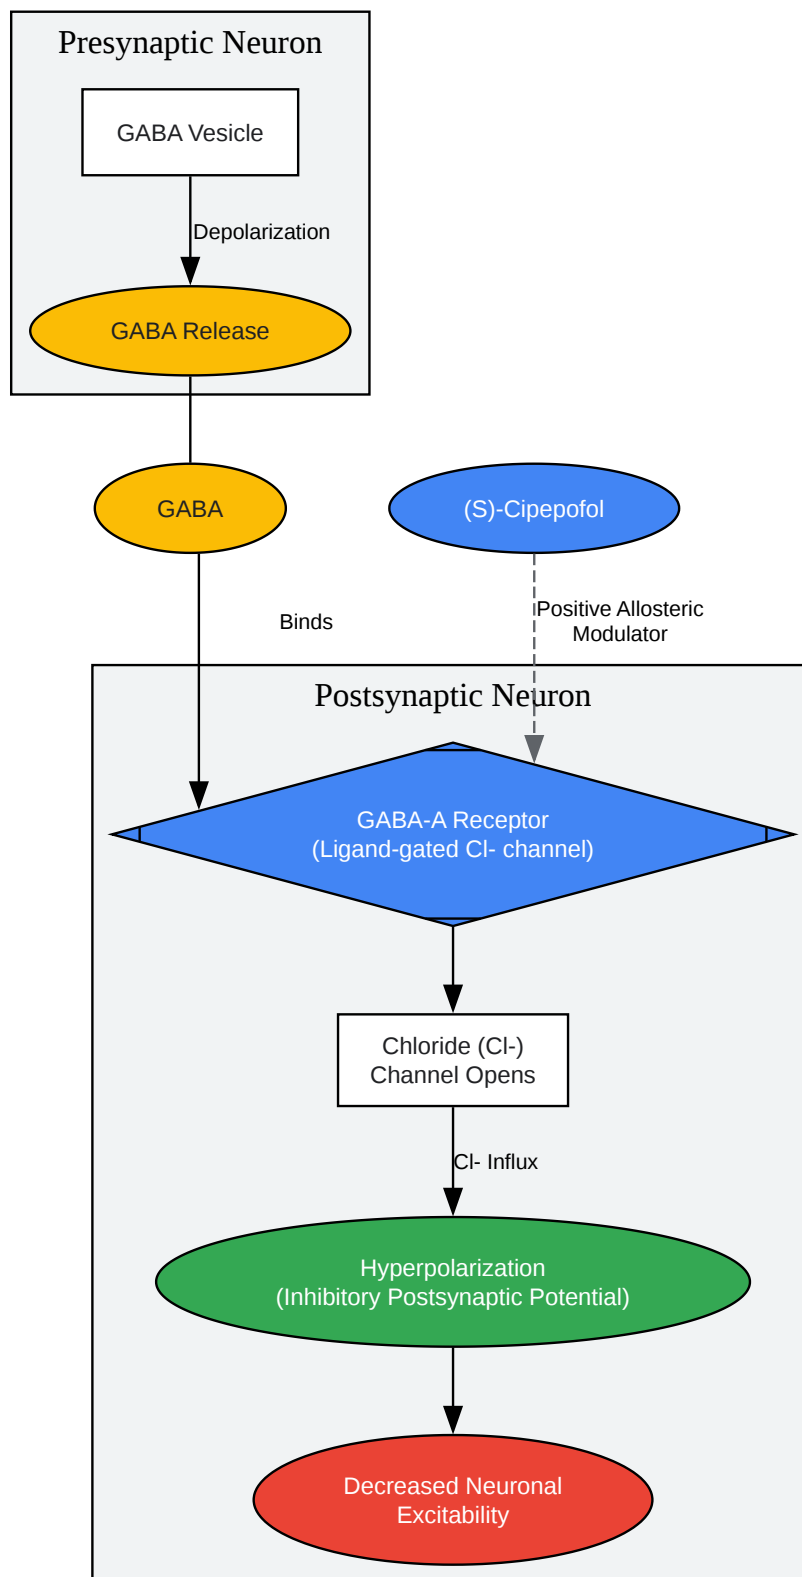 Presynaptic Neuron
GABA Vesicle
Depolarization
GABA Release
GABA
(S)-Cipepofol
Binds
Positive Allosteric
Modulator
Postsynaptic Neuron
GABA-A Receptor
(Ligand-gated Cl- channel)
Chloride (Cl-)
Channel Opens
Cl- Influx
Hyperpolarization
(Inhibitory Postsynaptic Potential)
Decreased Neuronal
Excitability